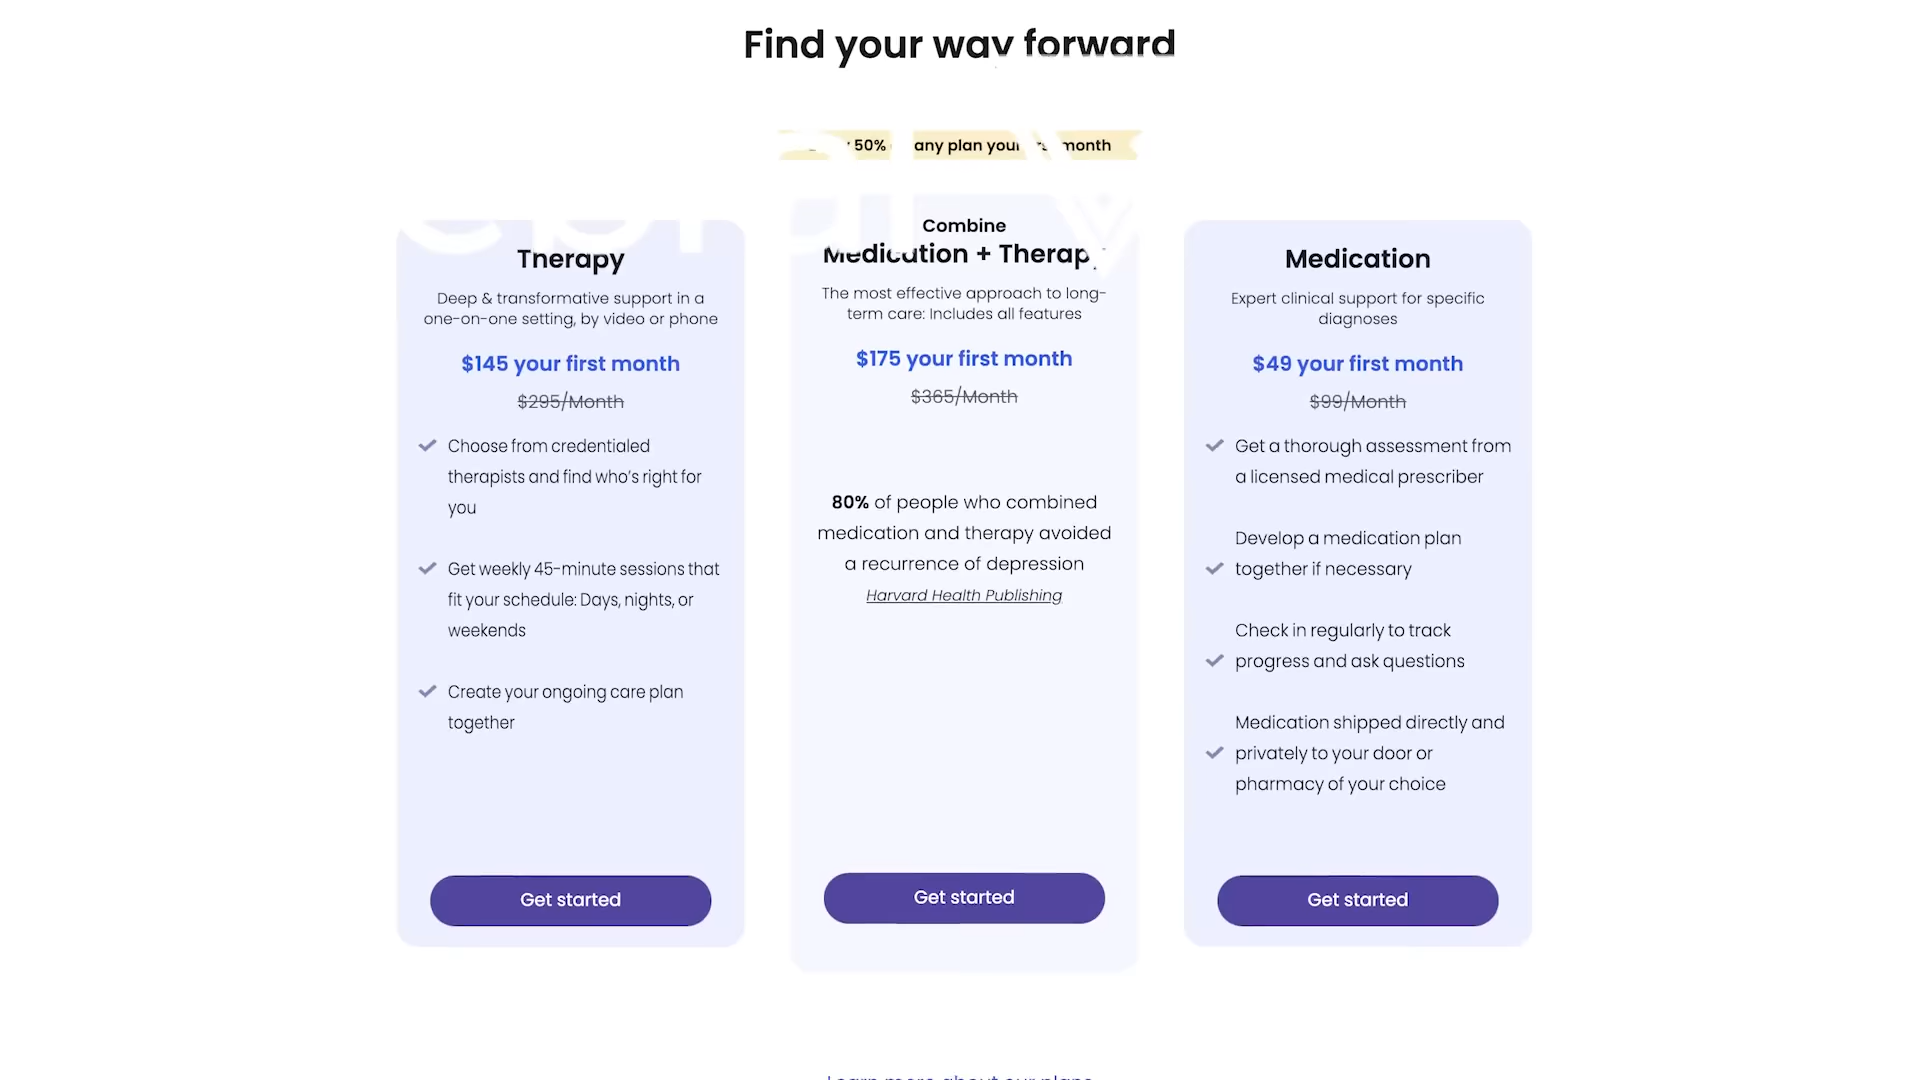 Find your way forward
50% any plan your month
Therapy
Deep & transformative support in a
one-on-one setting, by video or phone
$145 your first month
$295/Month
Choose from credentialed
therapists and find who's right for
you
Get weekly 45-minute sessions that
fit your schedule: Days, nights, or
weekends
Create your ongoing care plan
together
Get started
Combine
Medication + Therapy
The most effective approach to long-
term care: Includes all features
$175 your first month
$365/Month
80% of people who combined
medication and therapy avoided
a recurrence of depression
Harvard Health Publishing
Get started
Medication
Expert clinical support for specific
diagnoses
$49 your first month
$99/Month
Get a thorough assessment from
a licensed medical prescriber
Develop a medication plan
together if necessary
Check in regularly to track
progress and ask questions
Medication shipped directly and
privately to your door or
pharmacy of your choice
Get started
Learn more about our plans